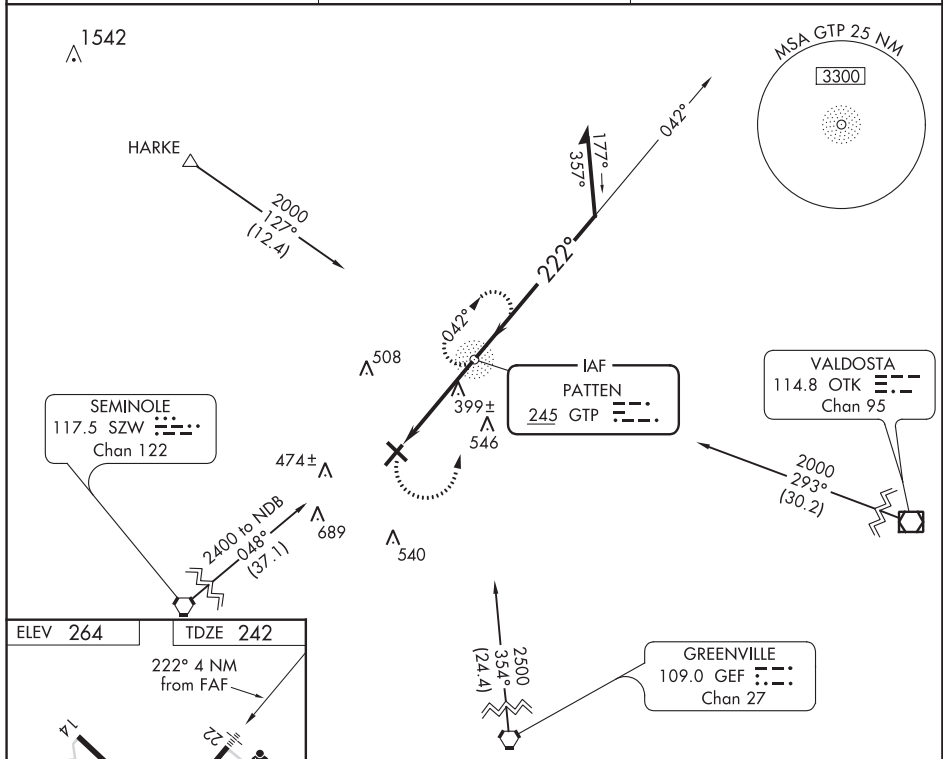 1542
MSA GTP 25 NM
3300
HARKE
2000
127°
(12.4)
177°
357°
042°
222°
042°
508
IAF
PATTEN
245 GTP
399±
546
VALDOSTA
114.8 OTK
Chan 95
SEMINOLE
117.5 SZW
Chan 122
474±
689
540
2000
293°
(30.2)
2400 to NDB
048°
(37.1)
2500
354°
(24.4)
GREENVILLE
109.0 GEF
Chan 27
ELEV 264
TDZE 242
222° 4 NM
from FAF
14
22